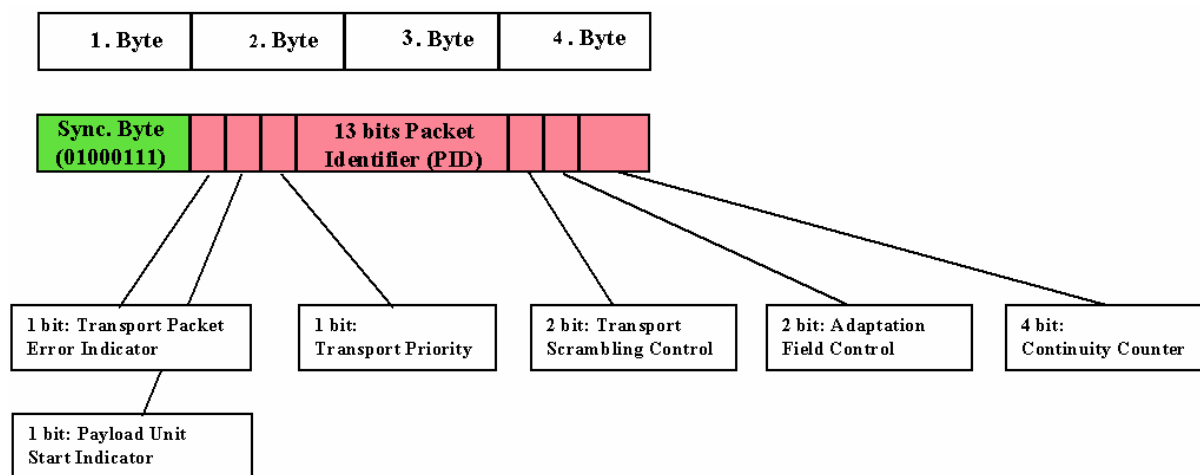 1. Byte
2. Byte
3. Byte
4. Byte
Sync. Byte
(01000111)
13 bits Packet
Identifier (PID)
1 bit: Transport Packet
Error Indicator
1 bit:
Transport Priority
2 bit: Transport
Scrambling Control
2 bit: Adaptation
Field Control
4 bit:
Continuity Counter
1 bit: Payload Unit
Start Indicator